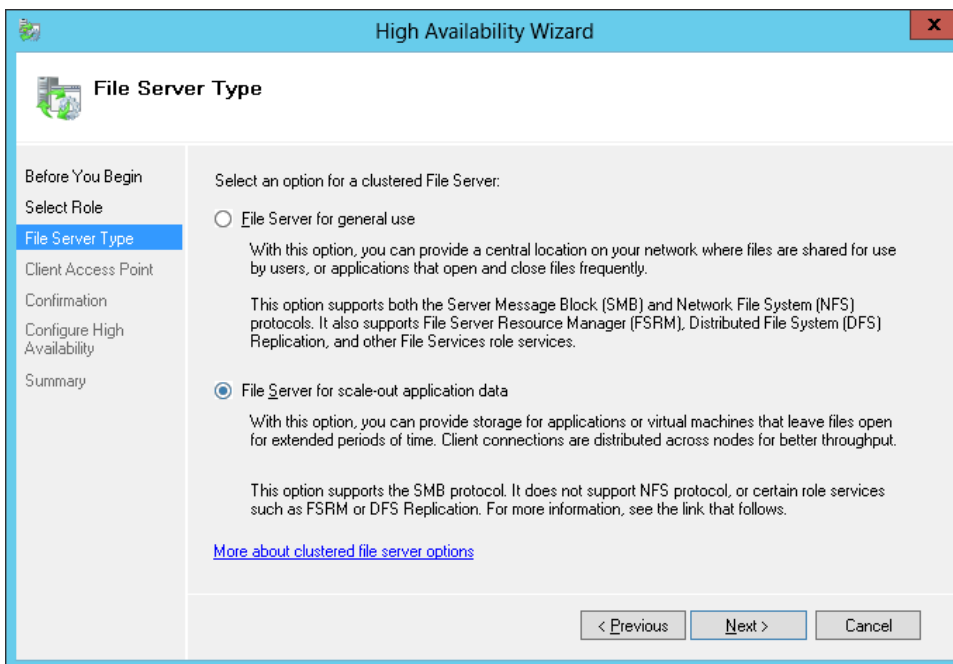 High Availability Wizard
x
File Server Type
Before You Begin
Select Role
File Server Type
Client Access Point
Confirmation
Configure High
Availability
Summary
Select an option for a clustered File Server:
File Server for general use
With this option, you can provide a central location on your network where files are shared for use
by users, or applications that open and close files frequently.
This option supports both the Server Message Block (SMB) and Network File System (NFS)
protocols. It also supports File Server Resource Manager (FSRM), Distributed File System (DFS)
Replication, and other File Services role services.
File Server for scale-out application data
With this option, you can provide storage for applications or virtual machines that leave files open
for extended periods of time. Client connections are distributed across nodes for better throughput.
This option supports the SMB protocol. It does not support NFS protocol, or certain role services
such as FSRM or DFS Replication. For more information, see the link that follows.
More about clustered file server options
< Previous
Next >
Cancel